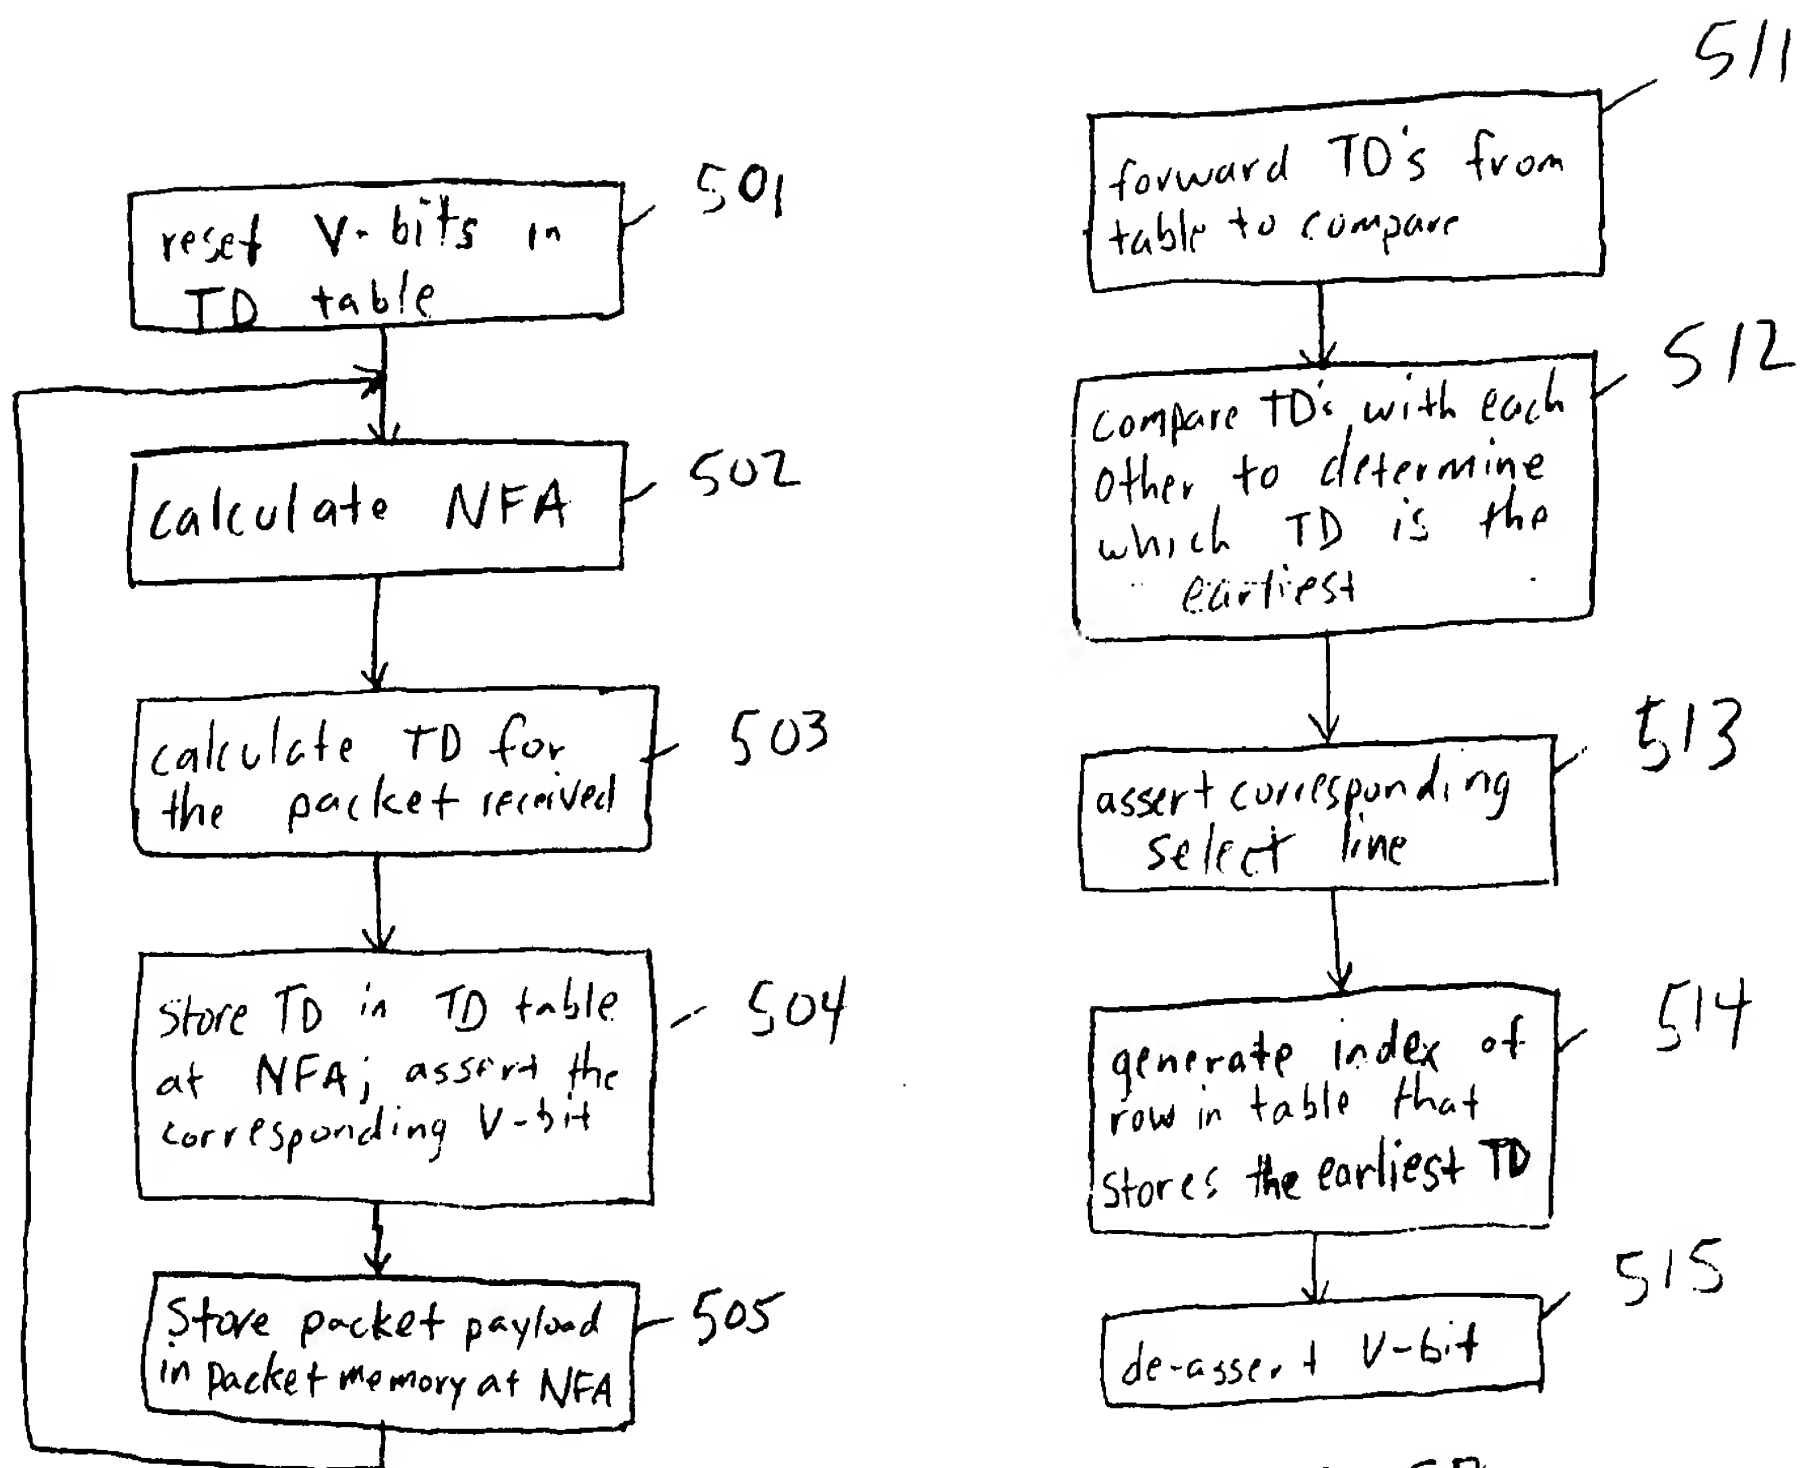 501
reset V-bits in
TD table
502
calculate NFA
503
calculate TD for
the packet received
504
Store TD in TD table
at NFA; assert the
corresponding V-bit
505
Store packet payload
in packet memory at NFA
511
forward TD's from
table to compare
512
compare TD's with each
other to determine
which TD is the
earliest
513
assert corresponding
select line
514
generate index of
row in table that
stores the earliest TD
515
de-assert V-bit